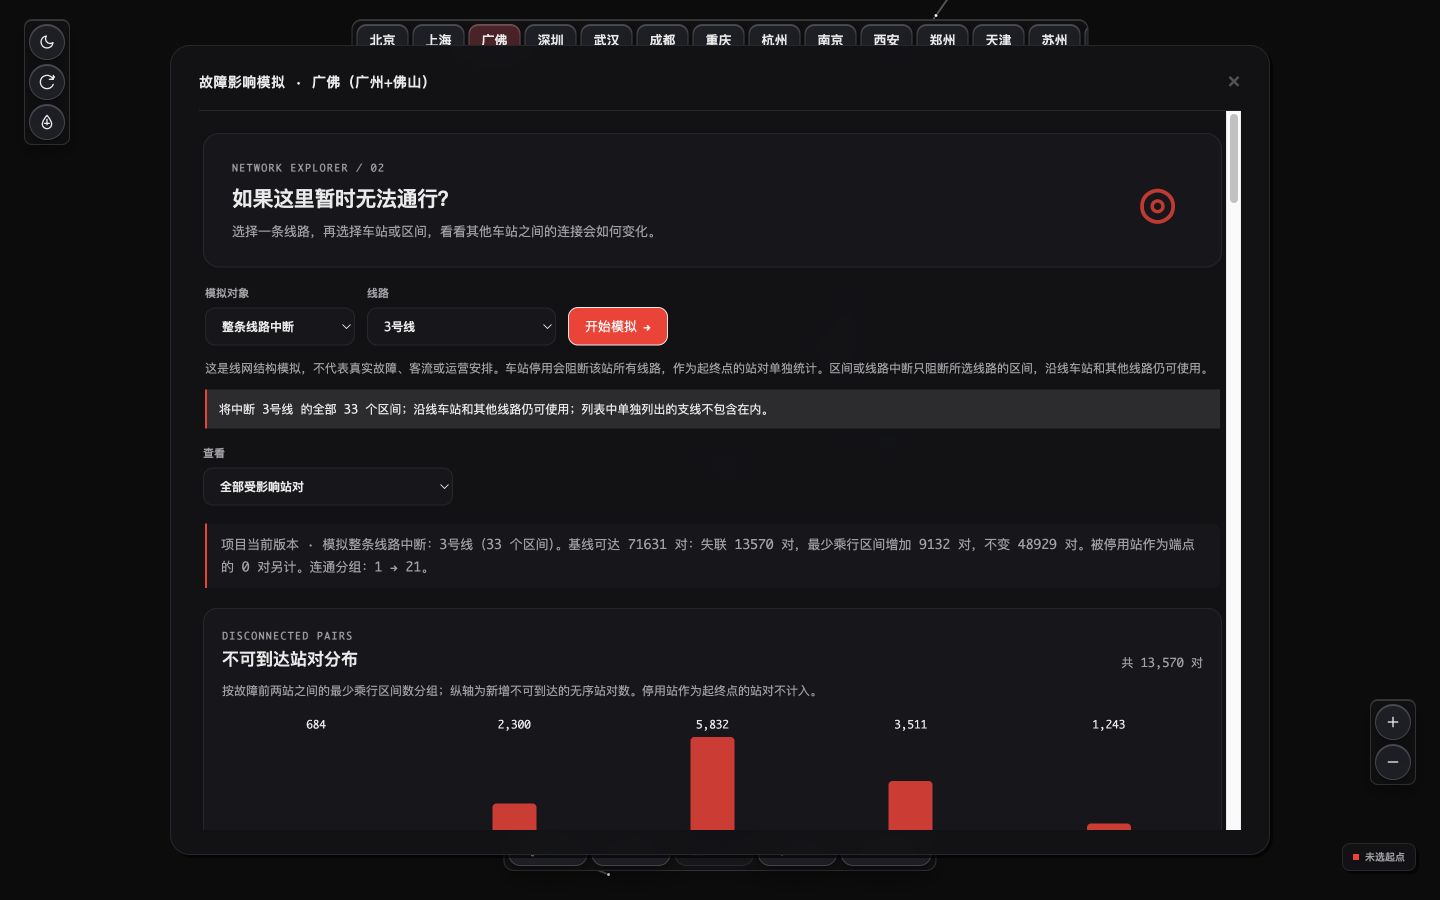 北京 上海 广佛 深圳 武汉 成都 重庆 杭州 南京 西安 郑州 天津 苏州
故障影响模拟 · 广佛（广州+佛山）
×
NETWORK EXPLORER / 02
如果这里暂时无法通行?
选择一条线路，再选择车站或区间，看看其他车站之间的连接会如何变化。
模拟对象 线路
整条线路中断 3号线 开始模拟 →
这是线网结构模拟，不代表真实故障、客流或运营安排。车站停用会阻断该站所有线路，作为起终点的站对单独统计。区间或线路中断只阻断所选线路的区间，沿线车站和其他线路仍可使用。
将中断 3号线 的全部 33 个区间；沿线车站和其他线路仍可使用；列表中单独列出的支线不包含在内。
查看
全部受影响站对
项目当前版本 · 模拟整条线路中断：3号线（33 个区间）。基线可达 71631 对：失联 13570 对，最少乘行区间增加 9132 对，不变 48929 对。被停用站作为端点
的 0 对另计。连通分组：1 → 21。
DISCONNECTED PAIRS
不可到达站对分布
共 13,570 对
按故障前两站之间的最少乘行区间数分组；纵轴为新增不可到达的无序站对数。停用站作为起终点的站对不计入。
684 2,300 5,832 3,511 1,243
+
−
未选起点